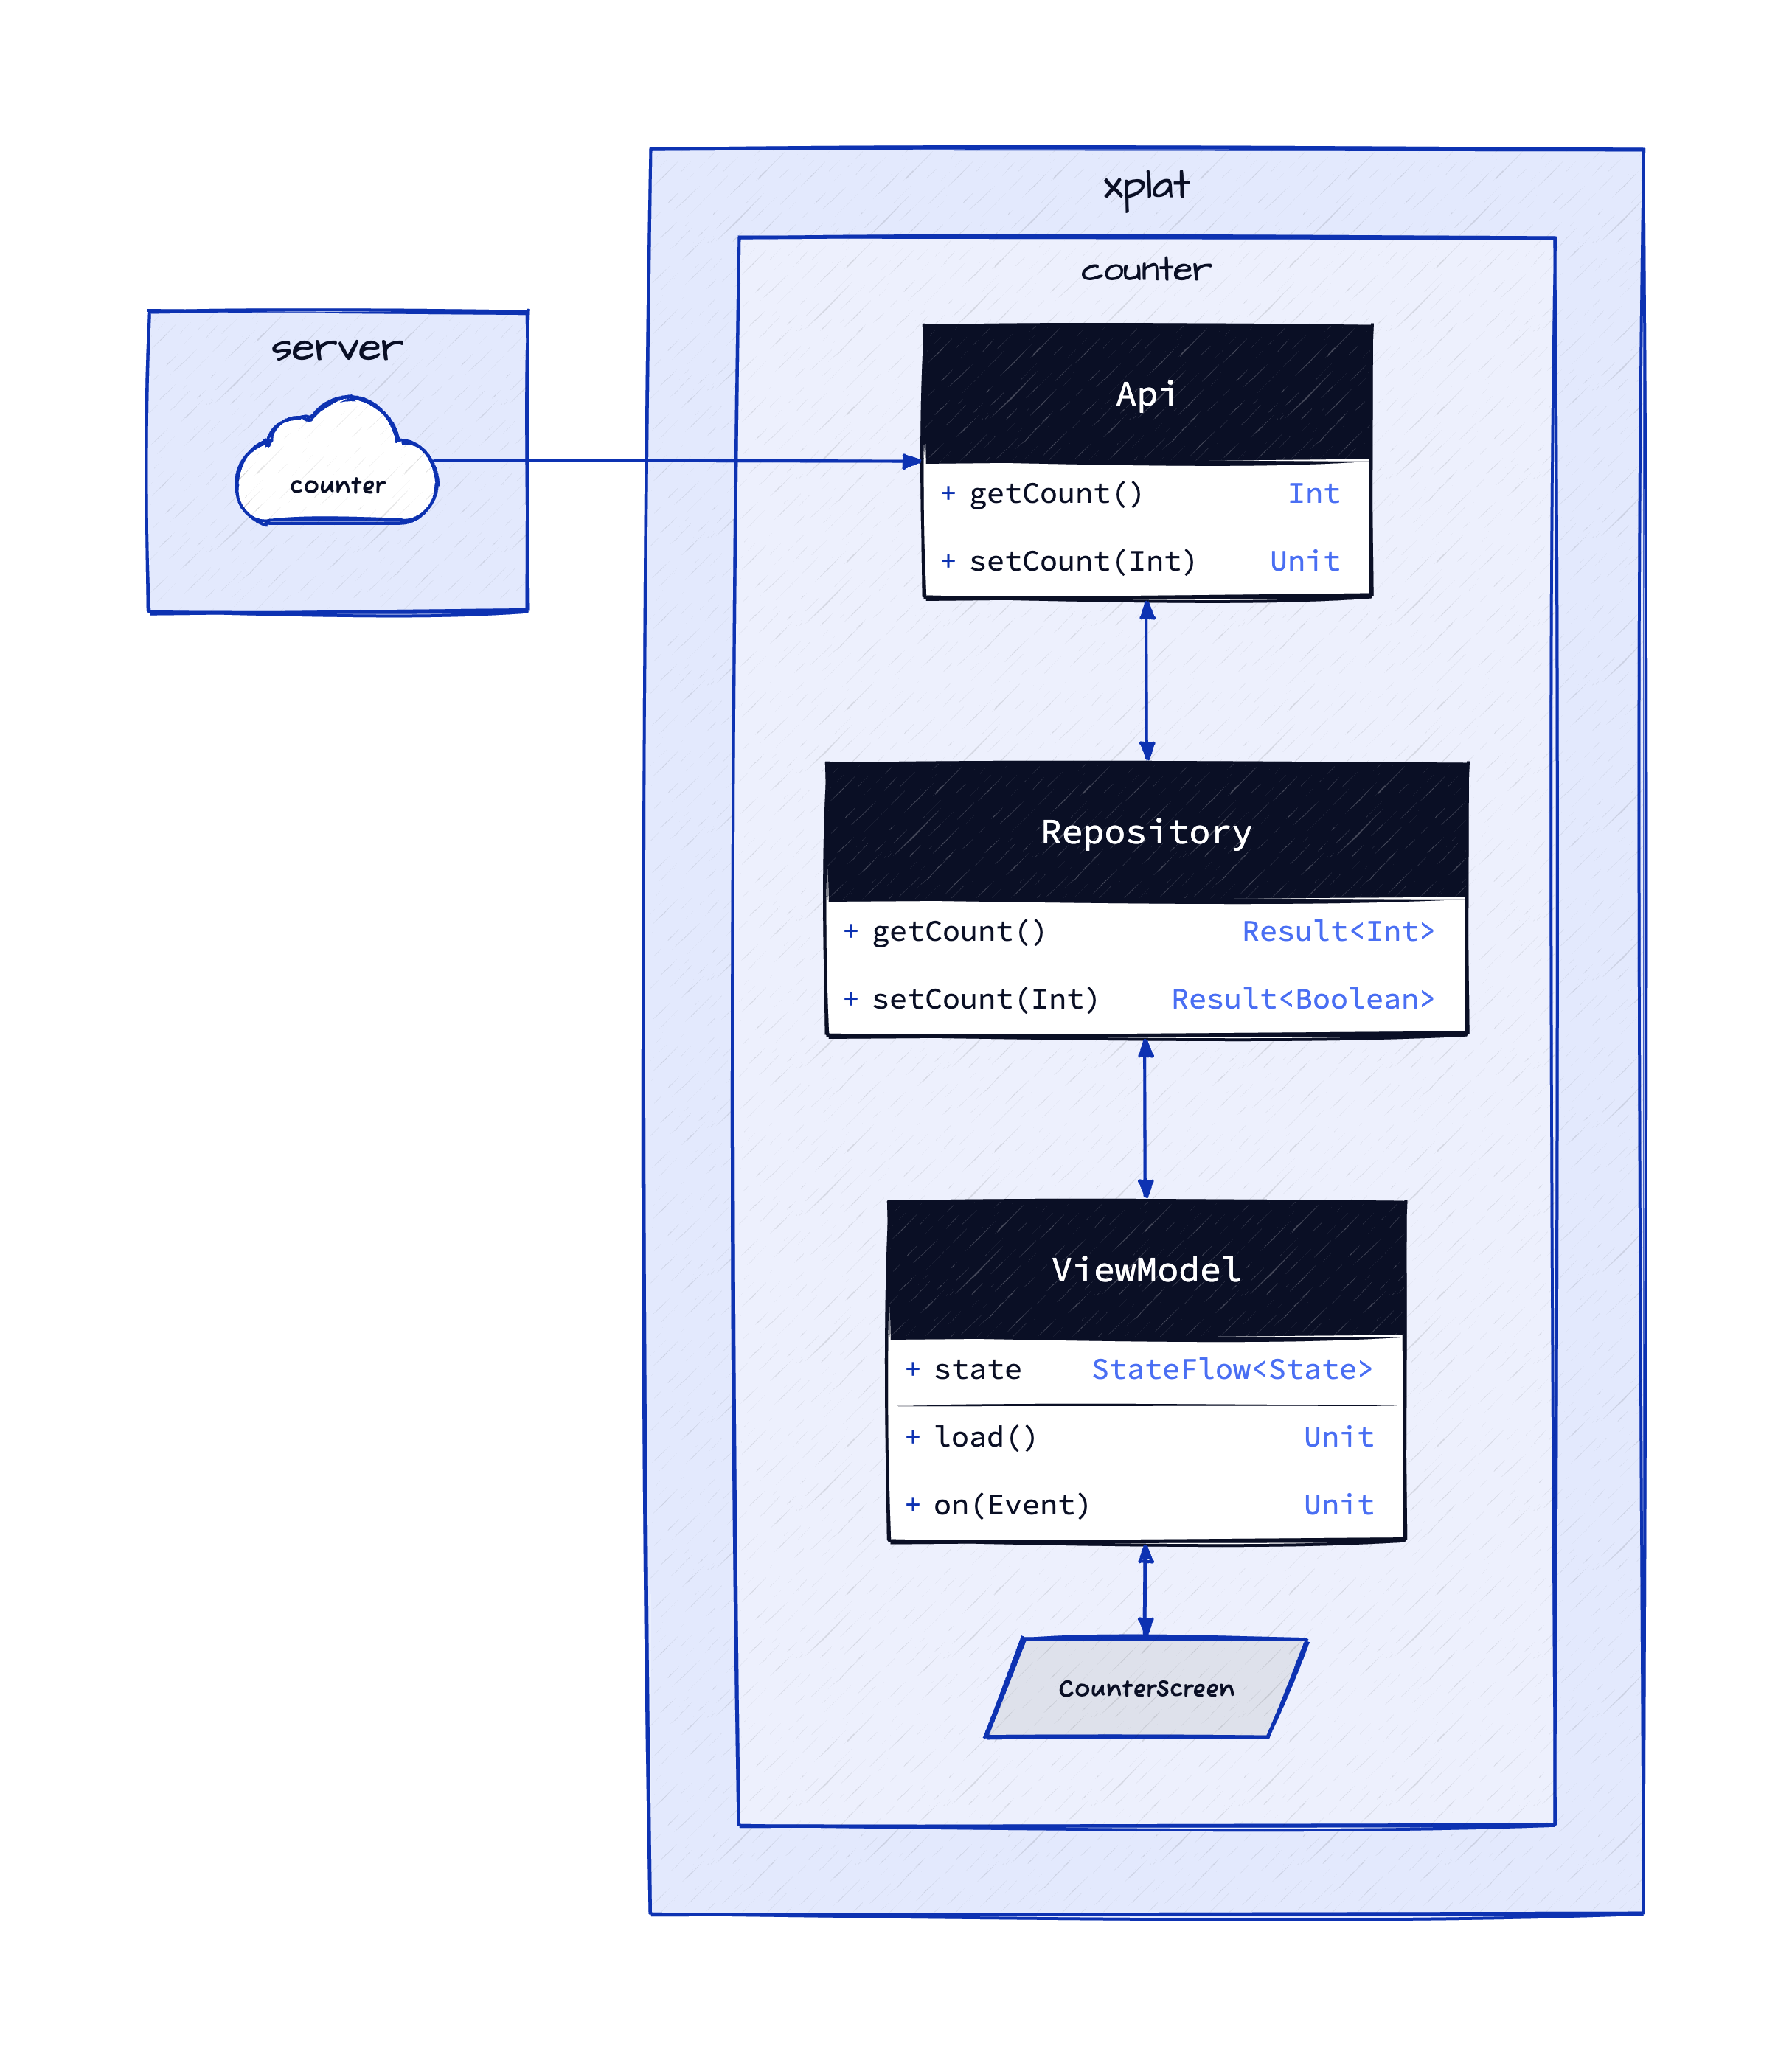 xplat
counter
server
counter
Api
+ getCount() Int
+ setCount(Int) Unit
Repository
+ getCount() Result<Int>
+ setCount(Int) Result<Boolean>
ViewModel
+ state StateFlow<State>
+ load() Unit
+ on(Event) Unit
CounterScreen